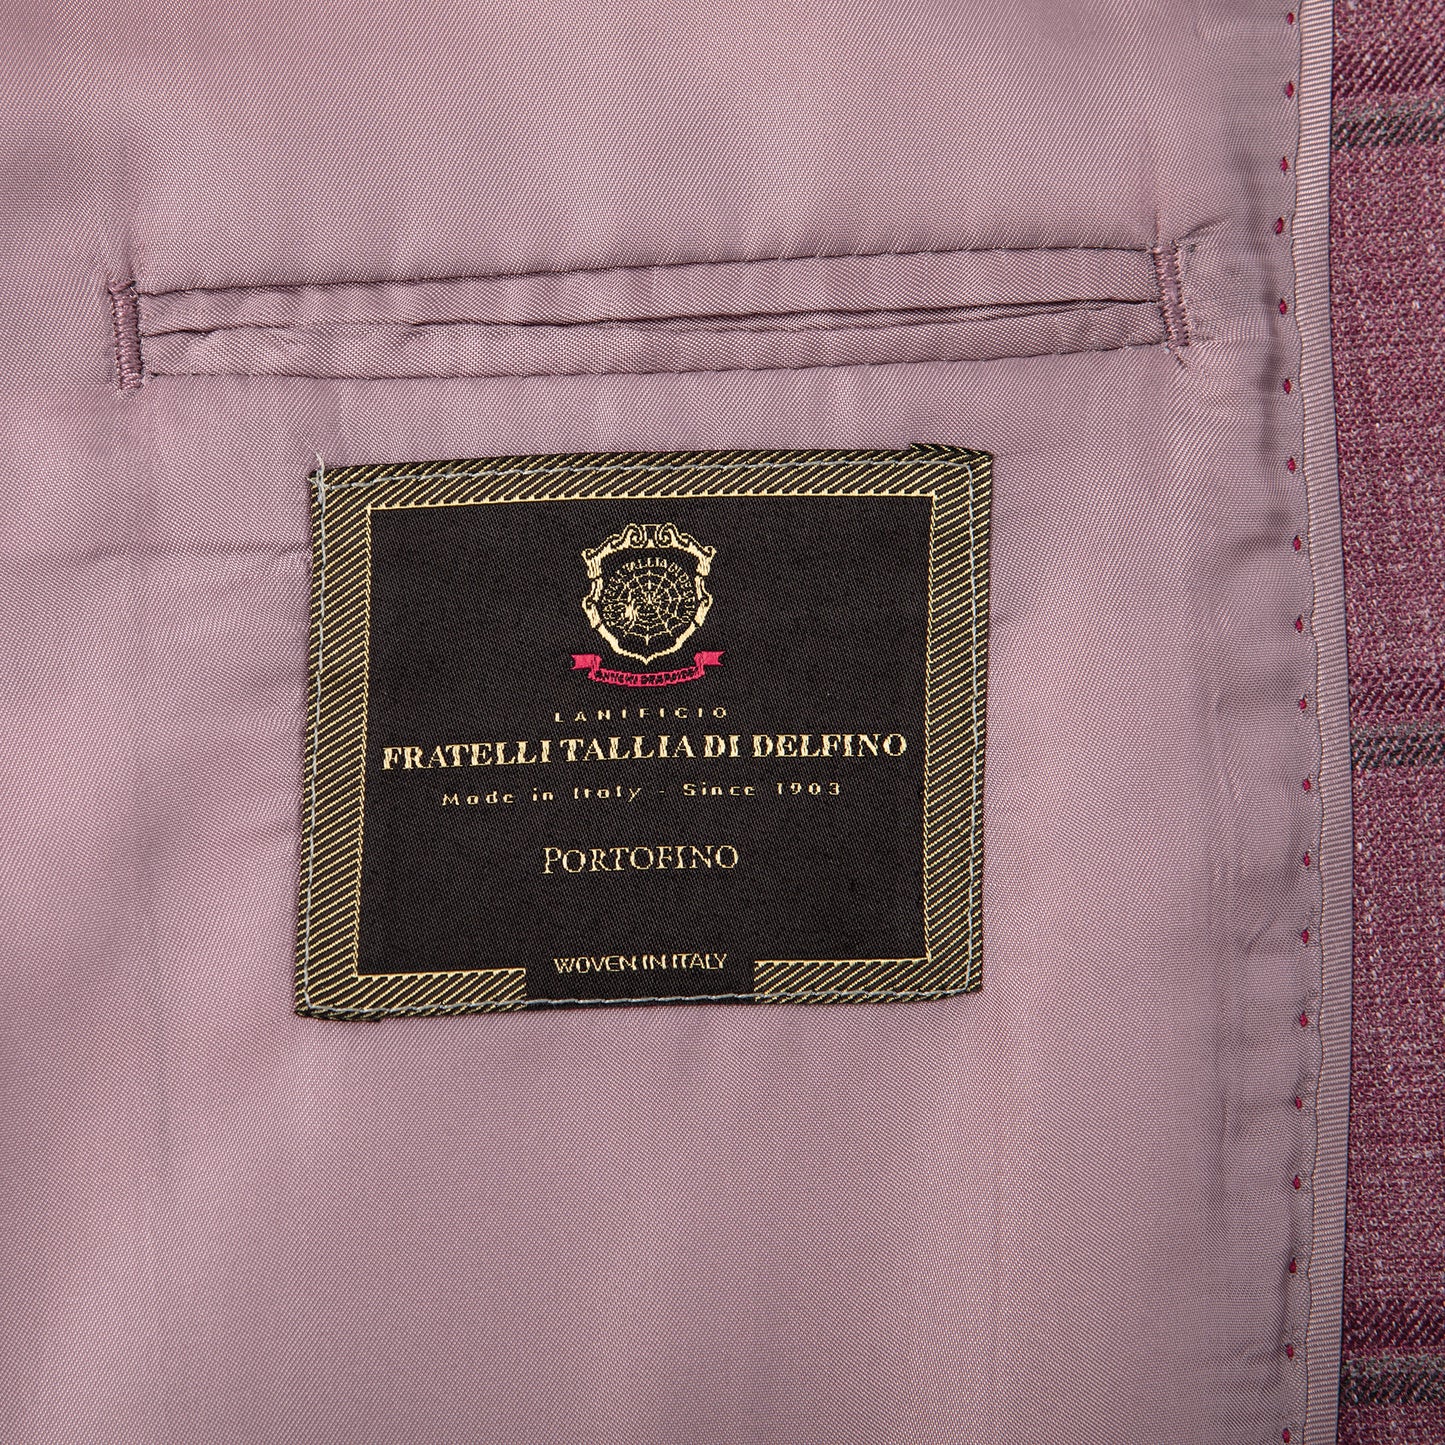 LANIFICIO
FRATELLI TALLIA DI DELFINO
Made in Italy - Since 1903
PORTOFINO
WOVEN IN ITALY